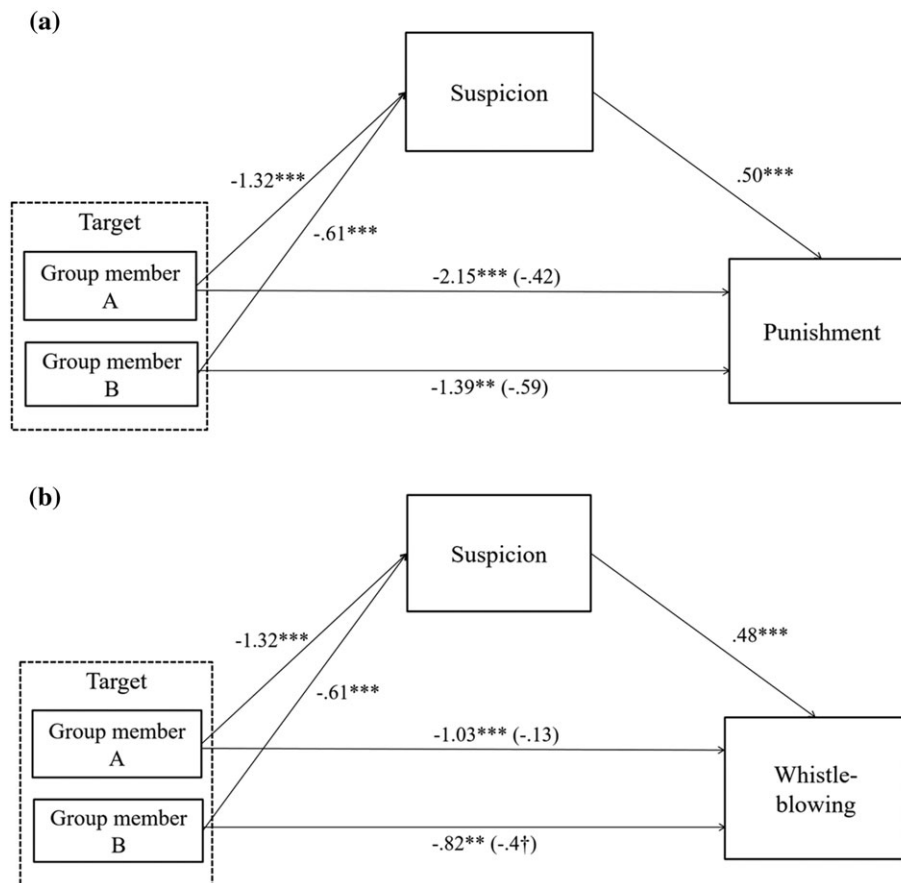 (a)
Suspicion
-1.32***
.50***
-.61***
Target
Group member
A
-2.15*** (-.42)
Punishment
Group member
B
-1.39** (-.59)
(b)
Suspicion
-1.32***
.48***
-.61***
Target
Group member
A
-1.03*** (-.13)
Whistle-
blowing
Group member
B
-.82** (-.4†)